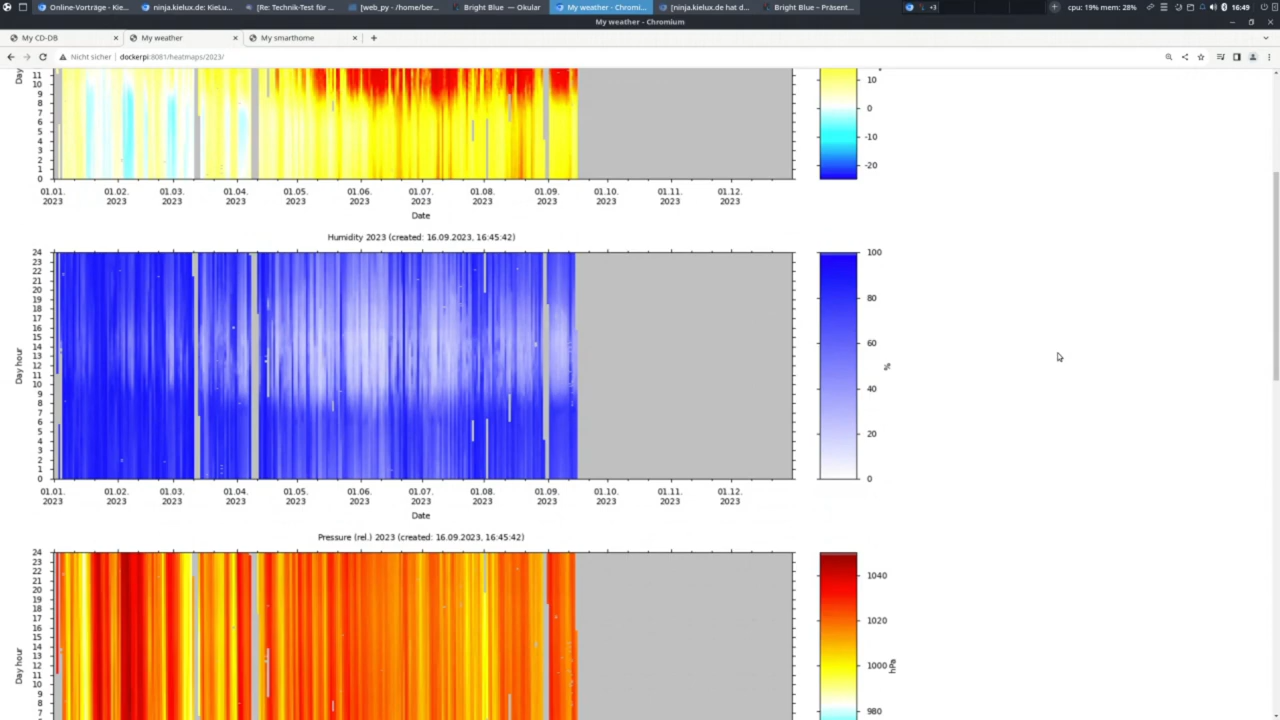 Online-Vorträge - Kie...
ninja.kielux.de: KieLu...
[Re: Technik-Test für ...
[web_py - /home/ber...
Bright Blue — Okular
My weather - Chromi...
[ninja.kielux.de hat d...
Bright Blue – Präsent...
+3
cpu: 19% mem: 28%
16:49
My weather - Chromium
My CD-DB
My weather
My smarthome
Nicht sicher
dockerpi:8081/heatmaps/2023/
Day
11
10
9
8
7
6
5
4
3
2
1
0
10
0
-10
-20
01.01. 01.02. 01.03. 01.04. 01.05. 01.06. 01.07. 01.08. 01.09. 01.10. 01.11. 01.12.
2023 2023 2023 2023 2023 2023 2023 2023 2023 2023 2023 2023
Date
Humidity 2023 (created: 16.09.2023, 16:45:42)
Day hour
24
23
22
21
20
19
18
17
16
15
14
13
12
11
10
9
8
7
6
5
4
3
2
1
0
100
80
60
40
20
0
%
01.01. 01.02. 01.03. 01.04. 01.05. 01.06. 01.07. 01.08. 01.09. 01.10. 01.11. 01.12.
2023 2023 2023 2023 2023 2023 2023 2023 2023 2023 2023 2023
Date
Pressure (rel.) 2023 (created: 16.09.2023, 16:45:42)
Day hour
24
23
22
21
20
19
18
17
16
15
14
13
12
11
10
9
8
7
1040
1020
1000
980
hPa